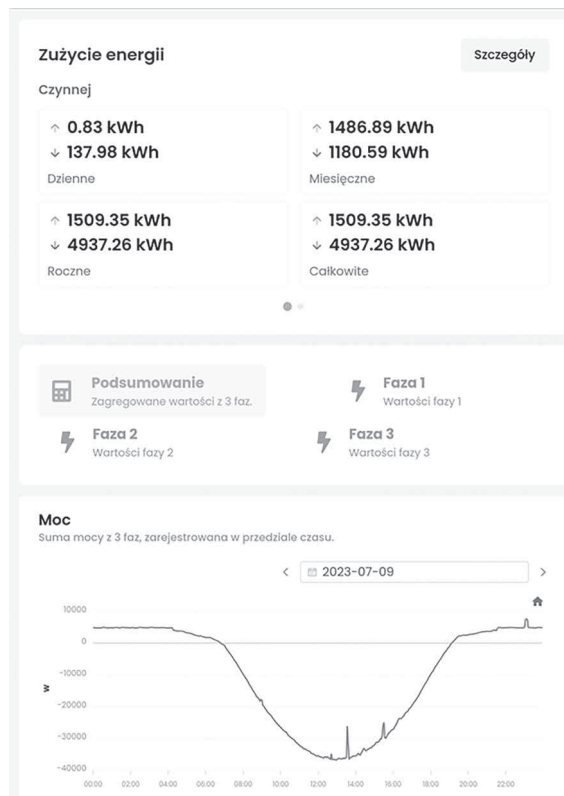 Zużycie energii
Szczegóły
Czynnej
↑ 0.83 kWh
↓ 137.98 kWh
Dzienne
↑ 1486.89 kWh
↓ 1180.59 kWh
Miesięczne
↑ 1509.35 kWh
↓ 4937.26 kWh
Roczne
↑ 1509.35 kWh
↓ 4937.26 kWh
Całkowite
Podsumowanie
Zagregowane wartości z 3 faz.
Faza 1
Wartości fazy 1
Faza 2
Wartości fazy 2
Faza 3
Wartości fazy 3
Moc
Suma mocy z 3 faz, zarejestrowana w przedziale czasu.
< 2023-07-09 >
10000
0
-10000
-20000
-30000
-40000
W
00:00 02:00 04:00 06:00 08:00 10:00 12:00 14:00 16:00 18:00 20:00 22:00